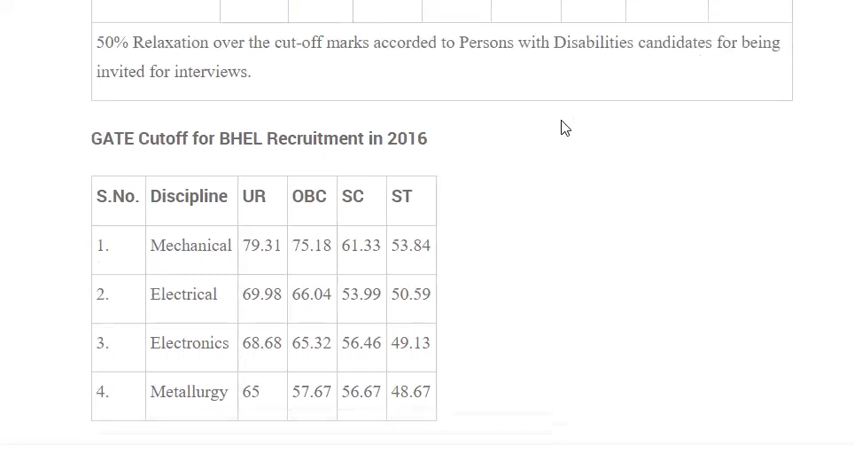 50% Relaxation over the cut-off marks accorded to Persons with Disabilities candidates for being
invited for interviews.
GATE Cutoff for BHEL Recruitment in 2016
S.No. Discipline UR OBC SC ST
1. Mechanical 79.31 75.18 61.33 53.84
2. Electrical 69.98 66.04 53.99 50.59
3. Electronics 68.68 65.32 56.46 49.13
4. Metallurgy 65 57.67 56.67 48.67